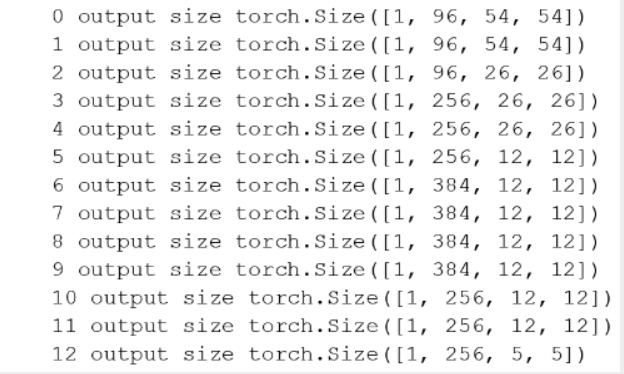 0 output size torch.Size([1, 96, 54, 54])
1 output size torch.Size([1, 96, 54, 54])
2 output size torch.Size([1, 96, 26, 26])
3 output size torch.Size([1, 256, 26, 26])
4 output size torch.Size([1, 256, 26, 26])
5 output size torch.Size([1, 256, 12, 12])
6 output size torch.Size([1, 384, 12, 12])
7 output size torch.Size([1, 384, 12, 12])
8 output size torch.Size([1, 384, 12, 12])
9 output size torch.Size([1, 384, 12, 12])
10 output size torch.Size([1, 256, 12, 12])
11 output size torch.Size([1, 256, 12, 12])
12 output size torch.Size([1, 256, 5, 5])